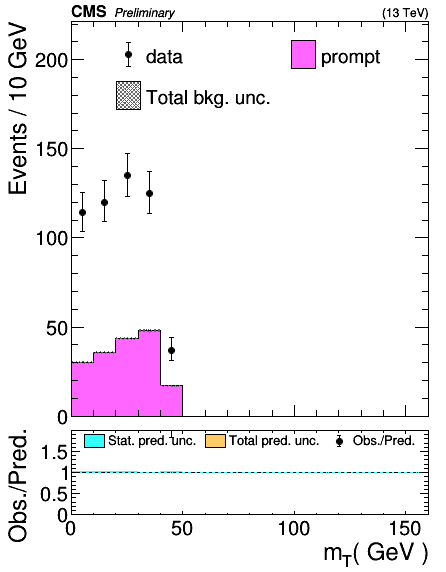 CMS Preliminary (13 TeV)
Events / 10 GeV
data
prompt
Total bkg. unc.
200
150
100
50
0
Obs./Pred.
Stat. pred. unc. Total pred. unc. Obs./Pred.
1.5
1
0.5
0
0 50 100 150
m_T( GeV )